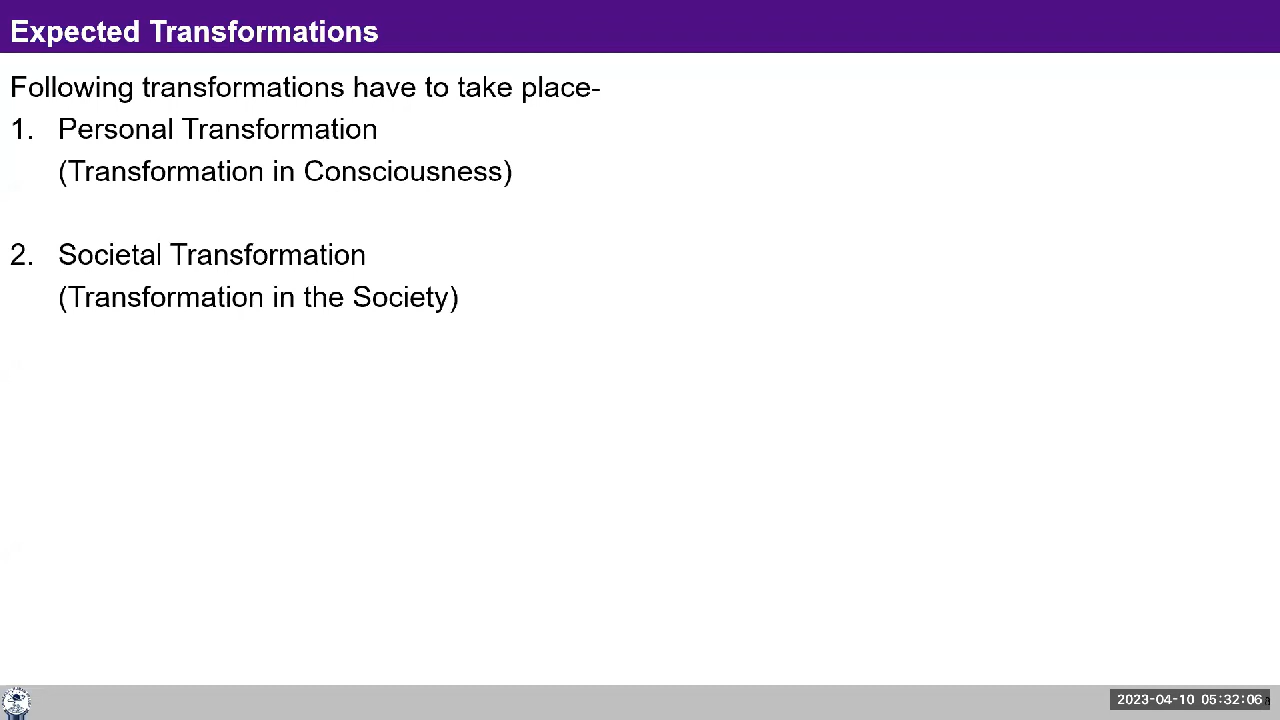 Expected Transformations
Following transformations have to take place-
1. Personal Transformation
(Transformation in Consciousness)
2. Societal Transformation
(Transformation in the Society)
2023-04-10 05:32:06